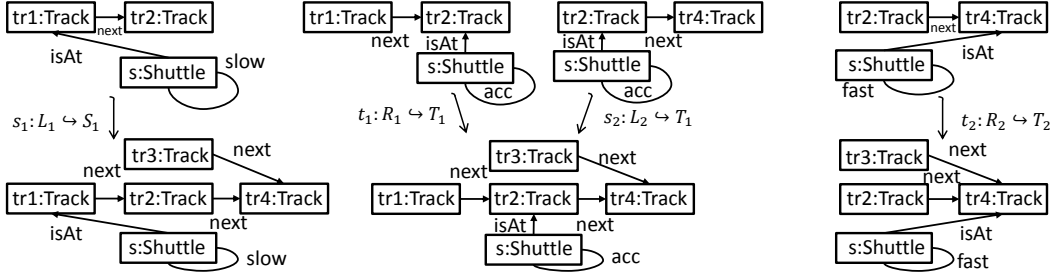 tr1:Track tr2:Track
next
isAt
s:Shuttle
slow
s₁: L₁ ↪ S₁
tr3:Track
next
next
tr1:Track tr2:Track tr4:Track
next
isAt
s:Shuttle
slow
tr1:Track tr2:Track
next
isAt
s:Shuttle
acc
tr2:Track tr4:Track
isAt next
s:Shuttle
acc
t₁: R₁ ↪ T₁
s₂: L₂ ↪ T₁
tr3:Track
next
next
tr1:Track tr2:Track tr4:Track
isAt next
s:Shuttle
acc
tr2:Track tr4:Track
next
isAt
s:Shuttle
fast
t₂: R₂ ↪ T₂
tr3:Track
next
next
tr2:Track tr4:Track
isAt
s:Shuttle
fast